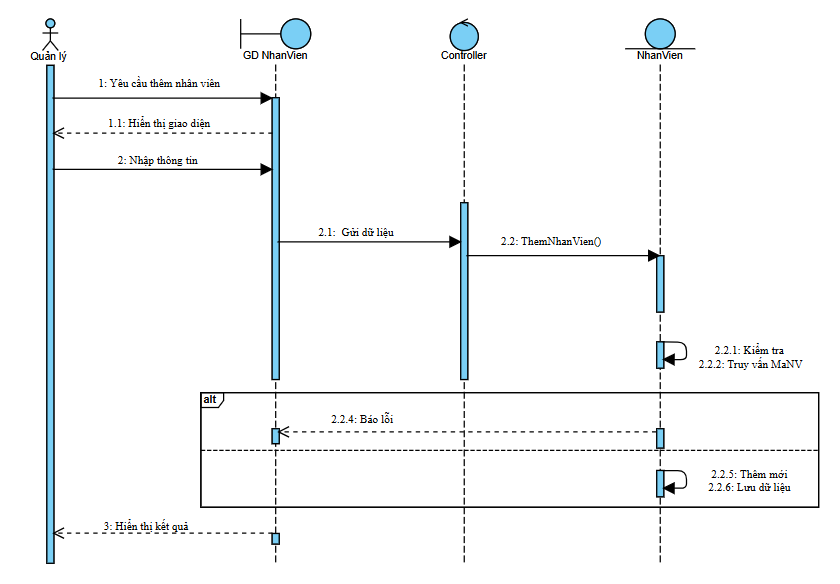 Quản lý
GD NhanVien
Controller
NhanVien
1: Yêu cầu thêm nhân viên
1.1: Hiển thị giao diện
2: Nhập thông tin
2.1: Gửi dữ liệu
2.2: ThemNhanVien()
2.2.1: Kiểm tra
2.2.2: Truy vấn MaNV
alt
2.2.4: Báo lỗi
2.2.5: Thêm mới
2.2.6: Lưu dữ liệu
3: Hiển thị kết quả